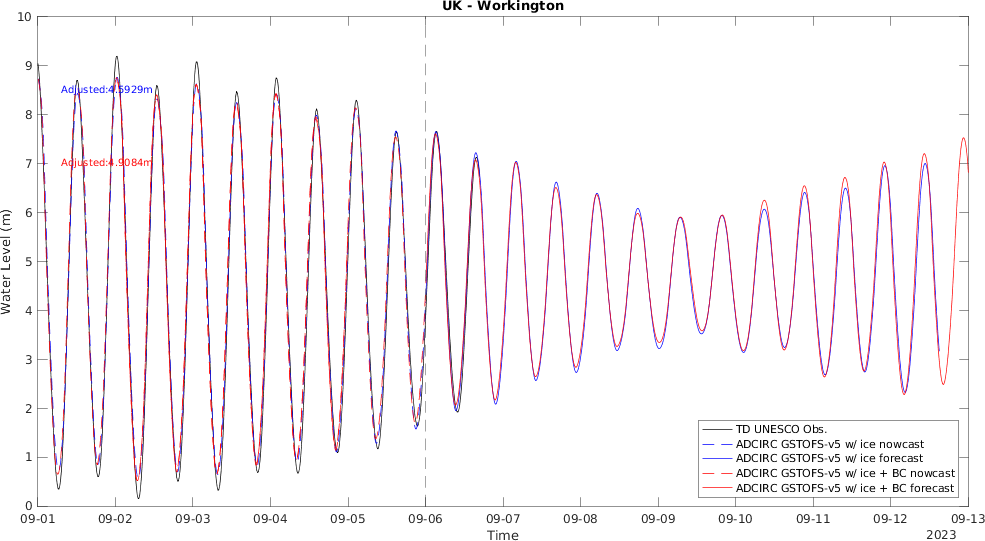 UK - Workington
10
9
8
7
6
5
4
3
2
1
0
Water Level (m)
Adjusted:4.5929m
Adjusted:4.9084m
TD UNESCO Obs.
ADCIRC GSTOFS-v5 w/ ice nowcast
ADCIRC GSTOFS-v5 w/ ice forecast
ADCIRC GSTOFS-v5 w/ ice + BC nowcast
ADCIRC GSTOFS-v5 w/ ice + BC forecast
09-01 09-02 09-03 09-04 09-05 09-06 09-07 09-08 09-09 09-10 09-11 09-12 09-13
Time
2023